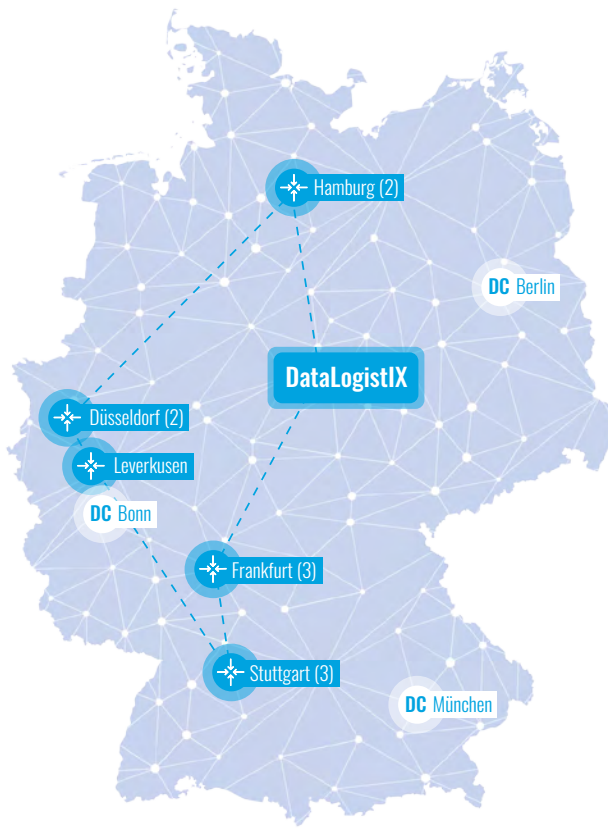 Hamburg (2)
DC Berlin
DataLogistIX
Düsseldorf (2)
Leverkusen
DC Bonn
Frankfurt (3)
Stuttgart (3)
DC München